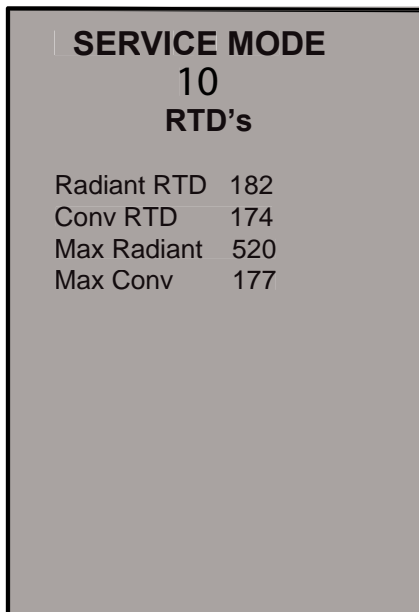 SERVICE MODE
10
RTD’s
Radiant RTD 182
Conv RTD 174
Max Radiant 520
Max Conv 177